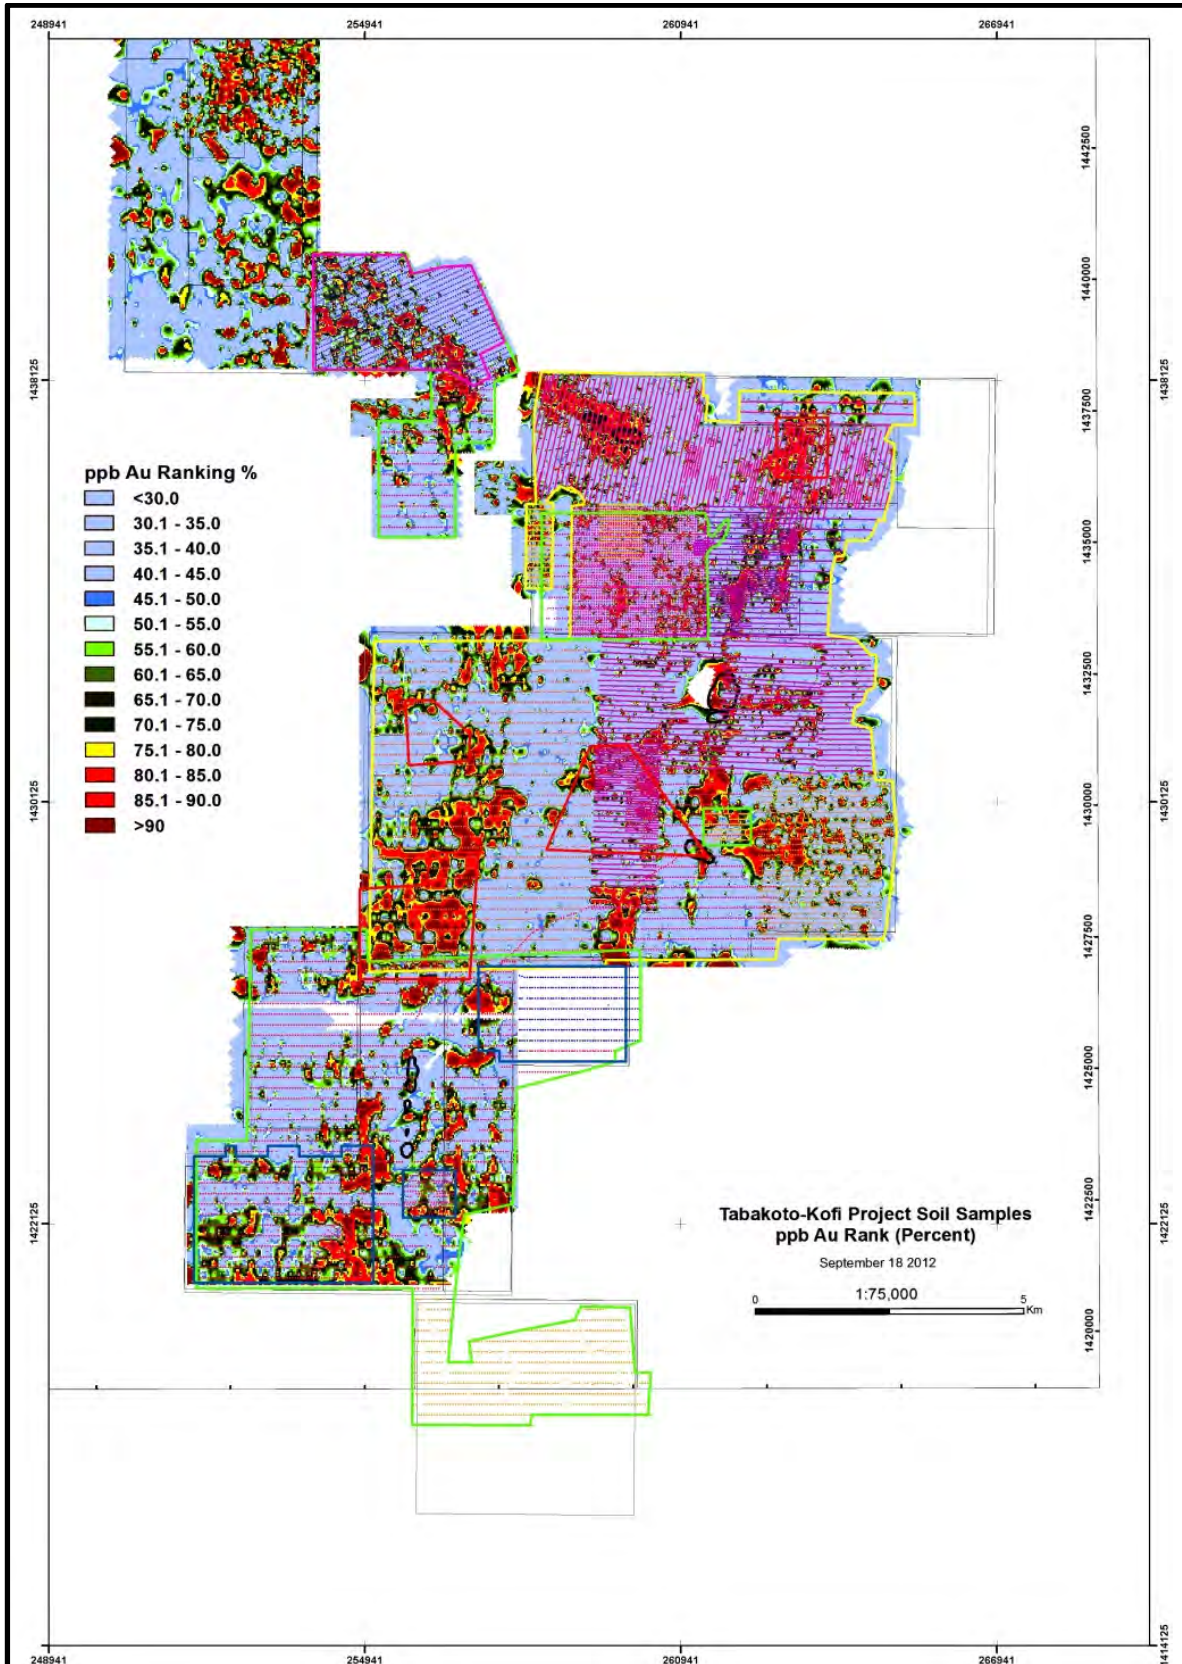 248941 254941 260941 266941
1442500
1440000
1438125 1438125
1437500
ppb Au Ranking %
<30.0
30.1 - 35.0
35.1 - 40.0
40.1 - 45.0
45.1 - 50.0
50.1 - 55.0
55.1 - 60.0
60.1 - 65.0
65.1 - 70.0
70.1 - 75.0
75.1 - 80.0
80.1 - 85.0
85.1 - 90.0
>90
1435000
1432500
1430125 1430000 1430125
1427500
1425000
1422500
1422125 1422125
Tabakoto-Kofi Project Soil Samples
ppb Au Rank (Percent)
September 18 2012
1:75,000
0 5
Km
1420000
1414125
248941 254941 260941 266941